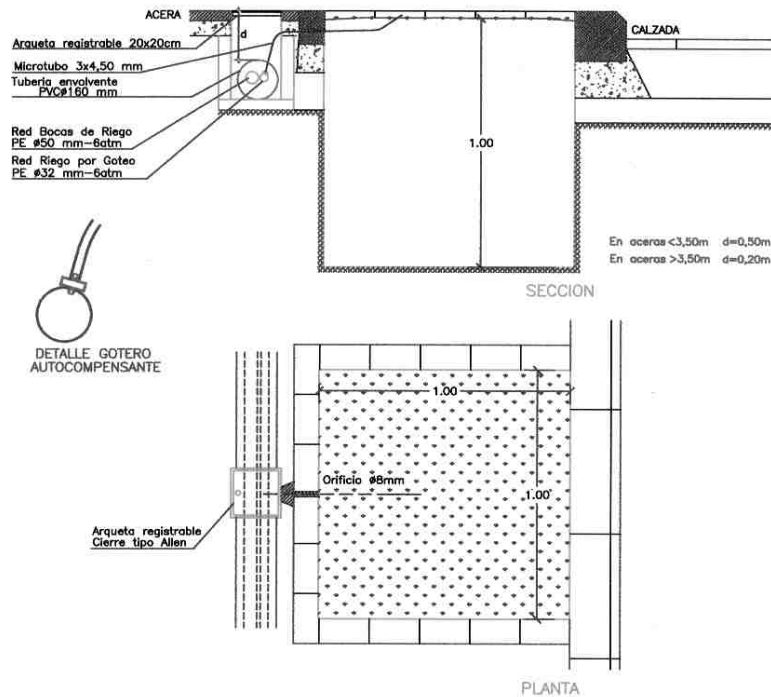 ACERA
d
CALZADA
Arqueta registrable 20x20cm
Microtubo 3x4,50 mm
Tuberia envolvente
PVCø160 mm
Red Bocas de Riego
PE ø50 mm-6atm
Red Riego por Goteo
PE ø32 mm-6atm
1.00
En aceras <3,50m d=0,50m
En aceras >3,50m d=0,20m
SECCION
DETALLE GOTERO
AUTOCOMPENSANTE
1.00
Orificio ø8mm
1.00
Arqueta registrable
Cierre tipo Allen
PLANTA